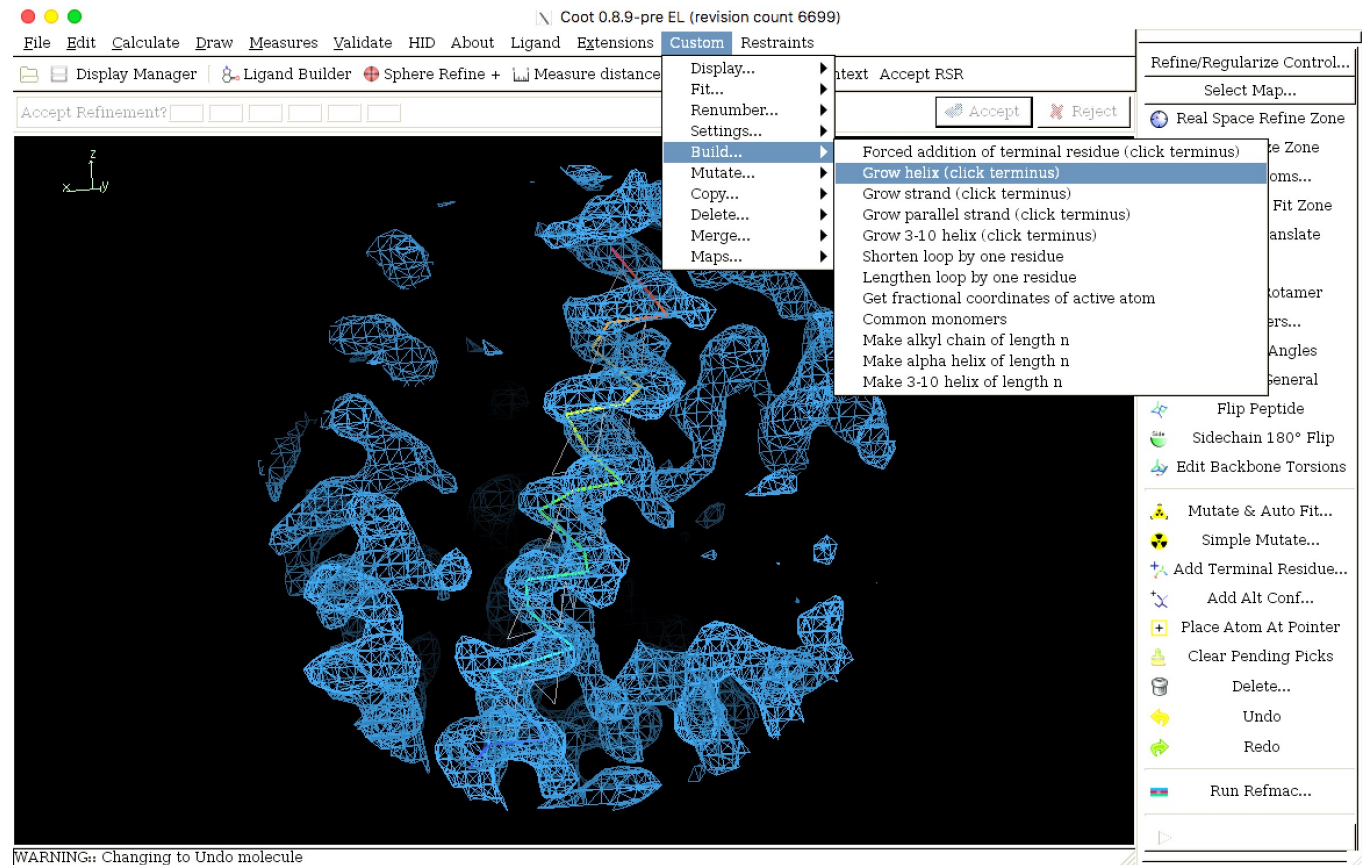 Coot 0.8.9-pre EL (revision count 6699)
File Edit Calculate Draw Measures Validate HID About Ligand Extensions Custom Restraints
Display Manager Ligand Builder Sphere Refine + Measure distance text Accept RSR
Accept Refinement? Accept Reject
Display...
Fit...
Renumber...
Settings...
Build...
Mutate...
Copy...
Delete...
Merge...
Maps...
Forced addition of terminal residue (click terminus)
Grow helix (click terminus)
Grow strand (click terminus)
Grow parallel strand (click terminus)
Grow 3-10 helix (click terminus)
Shorten loop by one residue
Lengthen loop by one residue
Get fractional coordinates of active atom
Common monomers
Make alkyl chain of length n
Make alpha helix of length n
Make 3-10 helix of length n
z
x y
Refine/Regularize Control...
Select Map...
Real Space Refine Zone
Zone
Fit Zone
Angles
General
Flip Peptide
Side
Sidechain 180° Flip
Edit Backbone Torsions
Mutate & Auto Fit...
Simple Mutate...
Add Terminal Residue...
Add Alt Conf...
Place Atom At Pointer
Clear Pending Picks
Delete...
Undo
Redo
Run Refmac...
WARNING:: Changing to Undo molecule